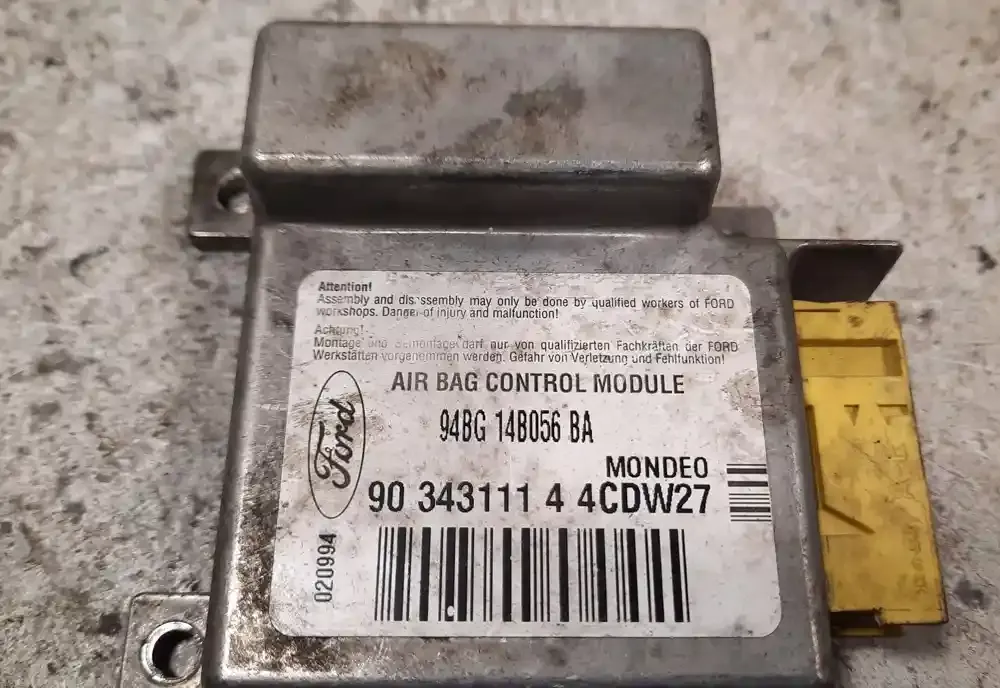 Attention!
Assembly and dis ssembly may only be done by qualified workers of FORD
workshops. Danger of injury and malfunction!
Achtung!
Montage und Demontage darf nur von qualifizierten Fachkräften der FORD
Werkstätten vorgenommen werden. Gefahr von Verletzung und Fehlfunktion!
AIR BAG CONTROL MODULE
94BG 14B056 BA
Ford
MONDEO
90 343111 4 4CDW27
020994